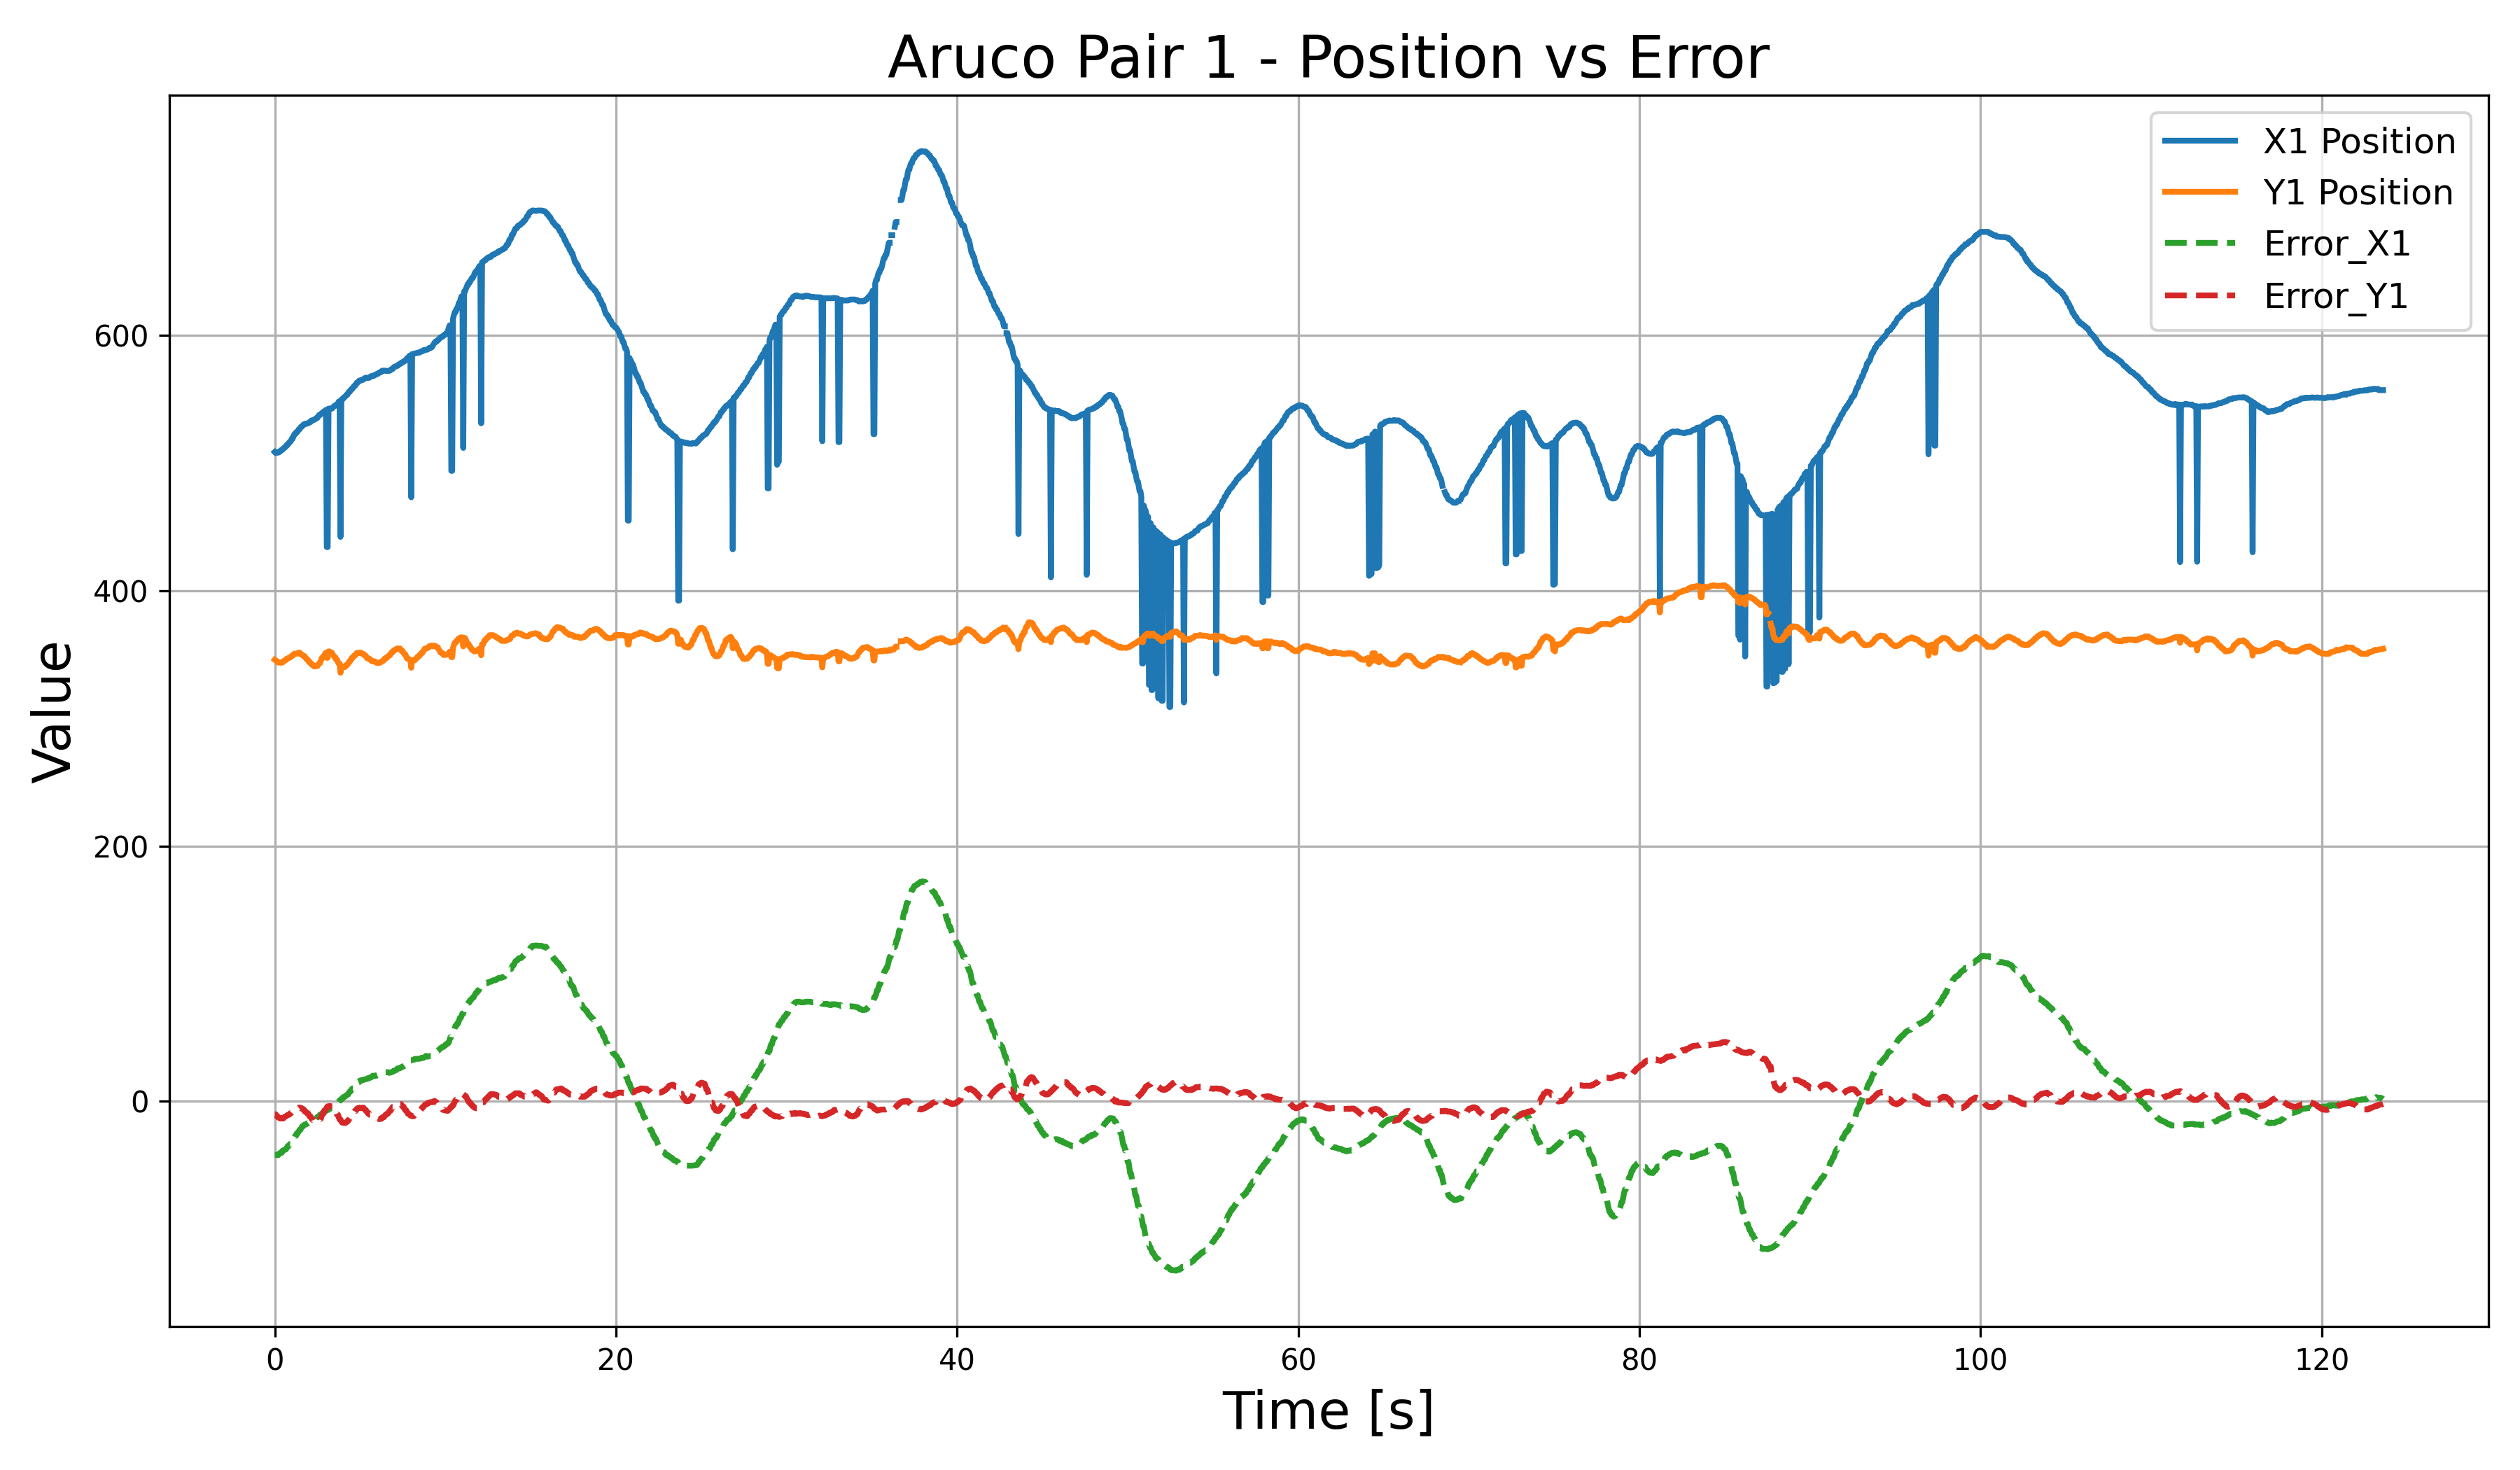 Aruco Pair 1 - Position vs Error
X1 Position
Y1 Position
Error_X1
Error_Y1
600
400
200
0
Value
0 20 40 60 80 100 120
Time [s]